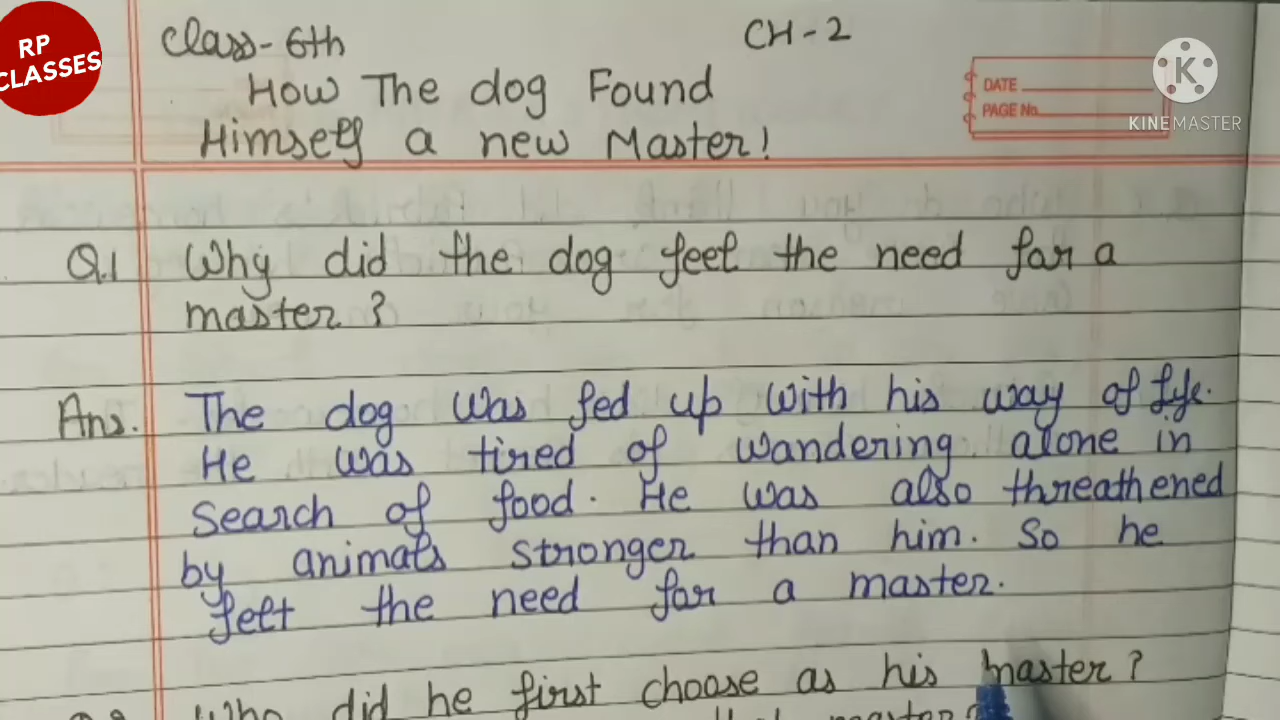 RP
CLASSES
Class-6th CH-2
How The dog Found
Himself a new Master!
DATE
PAGE No.
KINEMASTER
Q.1 Why did the dog feel the need for a
master?
Ans. The dog was fed up with his way of life.
He was tired of wandering alone in
search of food. He was also threathened
by animals stronger than him. So he
felt the need for a master.
Who did he first choose as his master?
master?